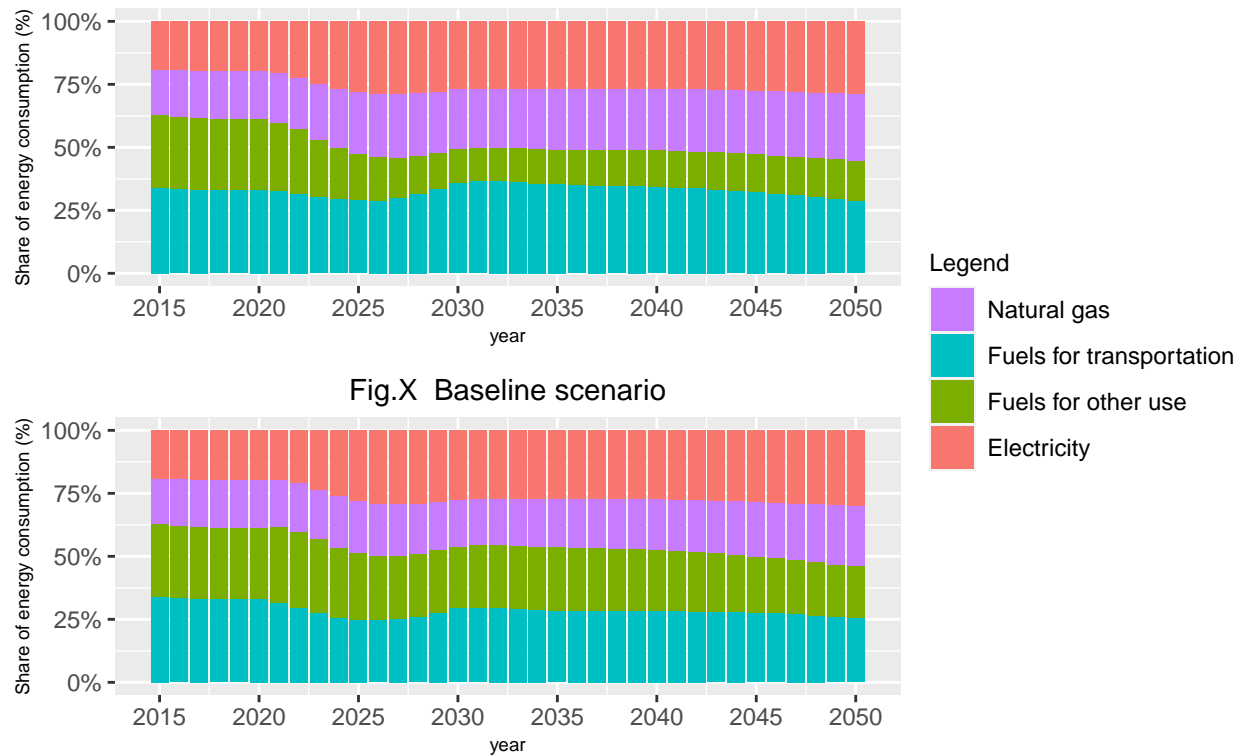 100%
75%
50%
25%
0%
Share of energy consumption (%)
2015 2020 2025 2030 2035 2040 2045 2050
year
Fig.X Baseline scenario
100%
75%
50%
25%
0%
Share of energy consumption (%)
2015 2020 2025 2030 2035 2040 2045 2050
year
Legend
Natural gas
Fuels for transportation
Fuels for other use
Electricity